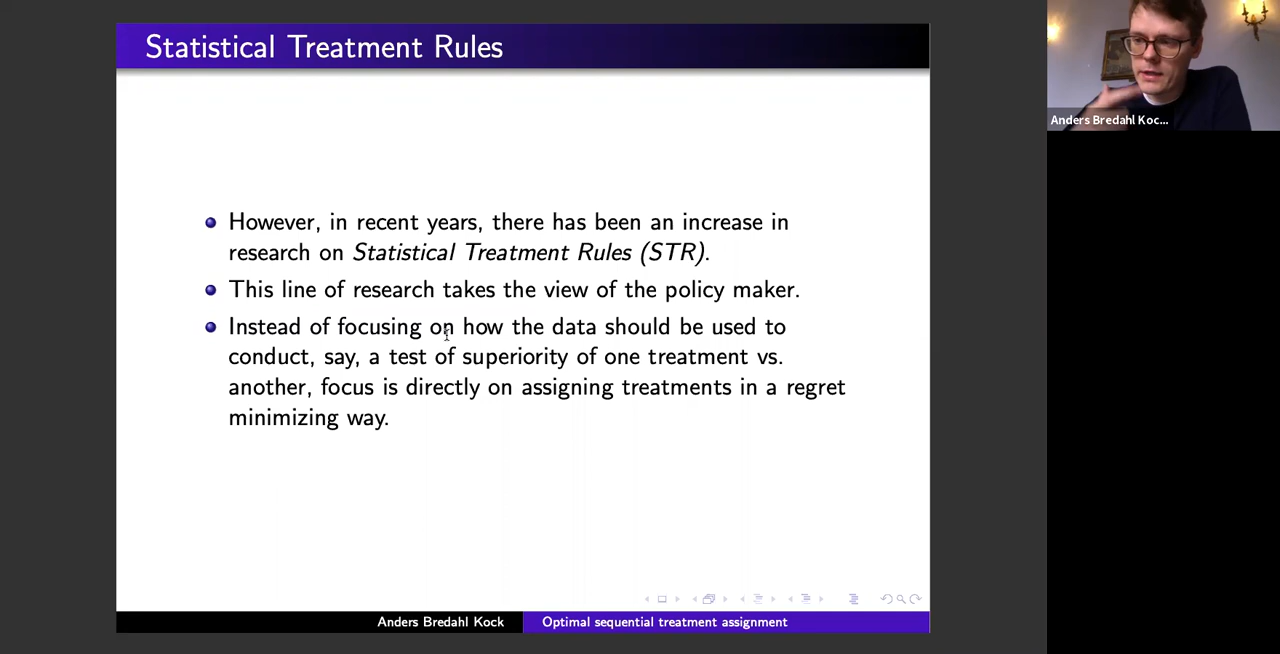 Statistical Treatment Rules
However, in recent years, there has been an increase in
research on Statistical Treatment Rules (STR).
This line of research takes the view of the policy maker.
Instead of focusing on how the data should be used to
conduct, say, a test of superiority of one treatment vs.
another, focus is directly on assigning treatments in a regret
minimizing way.
Anders Bredahl Kock
Optimal sequential treatment assignment
Anders Bredahl Koc...